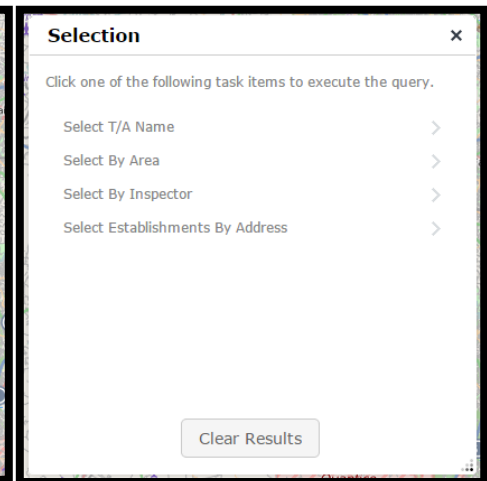 Selection
Click one of the following task items to execute the query.
Select T/A Name
Select By Area
Select By Inspector
Select Establishments By Address
Clear Results